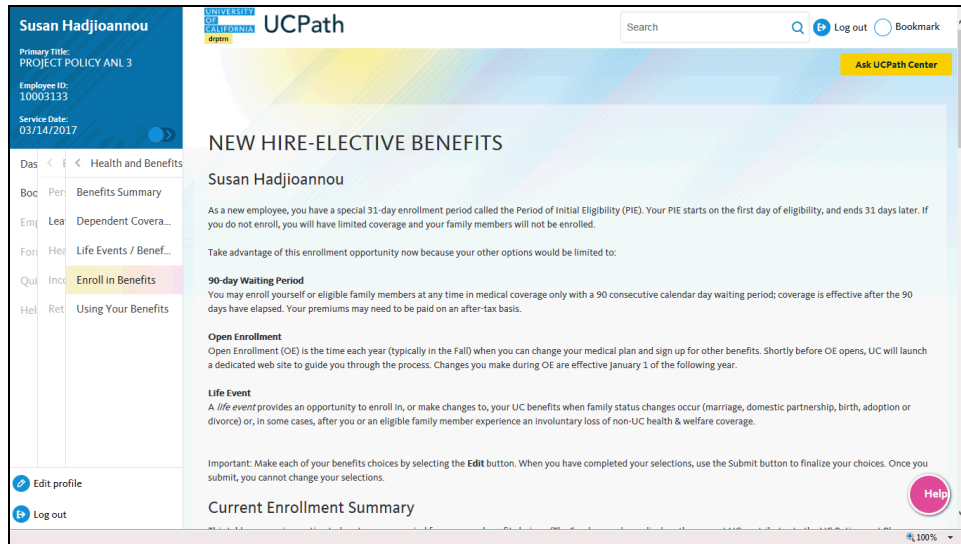 Susan Hadjioannou
Primary Title:
PROJECT POLICY ANL 3
Employee ID:
10003133
Service Date:
03/14/2017
UNIVERSITY
OF
CALIFORNIA
drptrn
UCPath
Search
Log out
Bookmark
Ask UCPath Center
Das
Boo
Emp
For
Qui
Hel
Per
Lea
Hea
Inc
Ret
< Health and Benefits
Benefits Summary
Dependent Covera...
Life Events / Benef...
Enroll in Benefits
Using Your Benefits
Edit profile
Log out
NEW HIRE-ELECTIVE BENEFITS
Susan Hadjioannou
As a new employee, you have a special 31-day enrollment period called the Period of Initial Eligibility (PIE). Your PIE starts on the first day of eligibility, and ends 31 days later. If
you do not enroll, you will have limited coverage and your family members will not be enrolled.
Take advantage of this enrollment opportunity now because your other options would be limited to:
90-day Waiting Period
You may enroll yourself or eligible family members at any time in medical coverage only with a 90 consecutive calendar day waiting period; coverage is effective after the 90
days have elapsed. Your premiums may need to be paid on an after-tax basis.
Open Enrollment
Open Enrollment (OE) is the time each year (typically in the Fall) when you can change your medical plan and sign up for other benefits. Shortly before OE opens, UC will launch
a dedicated web site to guide you through the process. Changes you make during OE are effective January 1 of the following year.
Life Event
A life event provides an opportunity to enroll in, or make changes to, your UC benefits when family status changes occur (marriage, domestic partnership, birth, adoption or
divorce) or, in some cases, after you or an eligible family member experience an involuntary loss of non-UC health & welfare coverage.
Important: Make each of your benefits choices by selecting the Edit button. When you have completed your selections, use the Submit button to finalize your choices. Once you
submit, you cannot change your selections.
Help
Current Enrollment Summary
100%